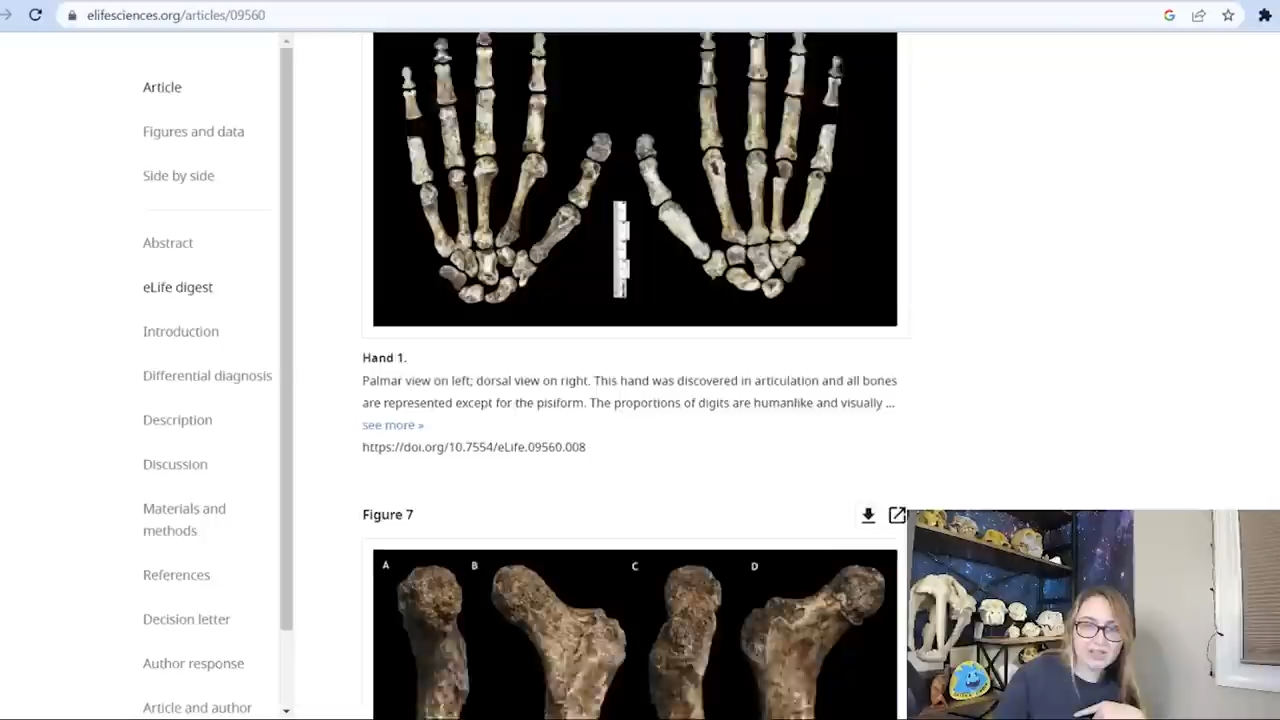 elifesciences.org/articles/09560
Article
Figures and data
Side by side
Abstract
eLife digest
Introduction
Differential diagnosis
Description
Discussion
Materials and
methods
References
Decision letter
Author response
Article and author
Hand 1.
Palmar view on left; dorsal view on right. This hand was discovered in articulation and all bones
are represented except for the pisiform. The proportions of digits are humanlike and visually ...
see more »
https://doi.org/10.7554/eLife.09560.008
Figure 7
A B C D